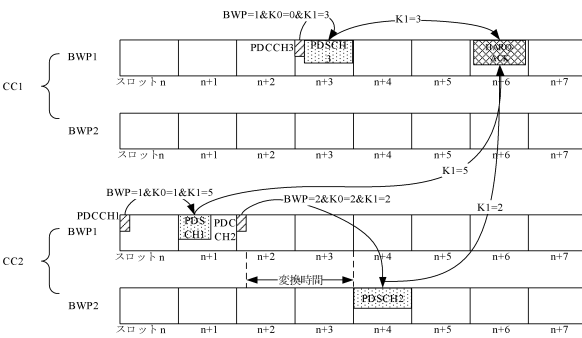 BWP=1&K0=0&K1=3
K1=3
PDCCH3
PDSCH
3
HARQ
ACK
BWP1
スロット n
n+1
n+2
n+3
n+4
n+5
n+6
n+7
CC1
BWP2
スロットn
n+1
n+2
n+3
n+4
n+5
n+6
n+7
K1=5
BWP=1&K0=1&K1=5
BWP=2&K0=2&K1=2
K1=2
PDCCH1
BWP1
PDS
CH1
PDC
CH2
スロット n
n+1
n+2
n+3
n+4
n+5
n+6
n+7
CC2
変換時間
BWP2
PDSCH2
スロット n
n+1
n+2
n+3
n+4
n+5
n+6
n+7